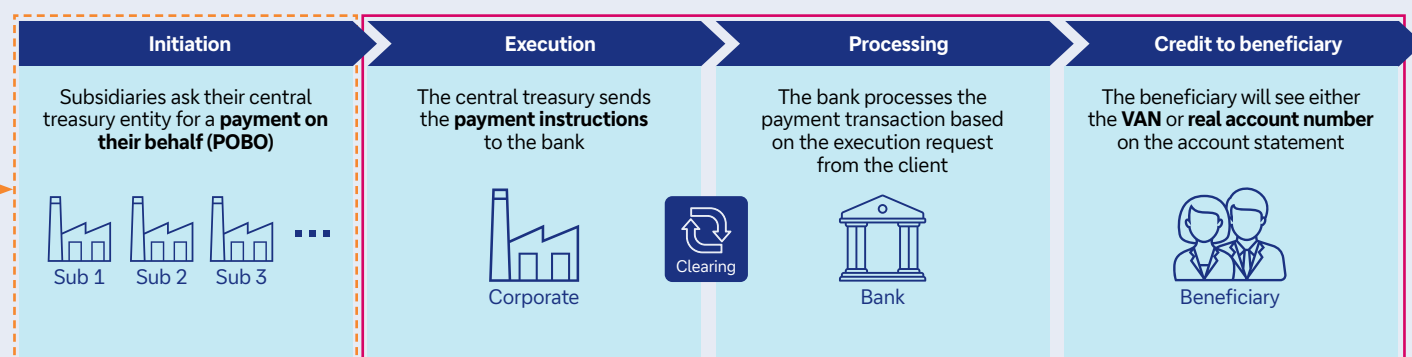 Initiation
Subsidiaries ask their central
treasury entity for a payment on
their behalf (POBO)
Sub 1
Sub 2
Sub 3
Execution
The central treasury sends
the payment instructions
to the bank
Corporate
Clearing
Processing
The bank processes the
payment transaction based
on the execution request
from the client
Bank
Credit to beneficiary
The beneficiary will see either
the VAN or real account number
on the account statement
Beneficiary